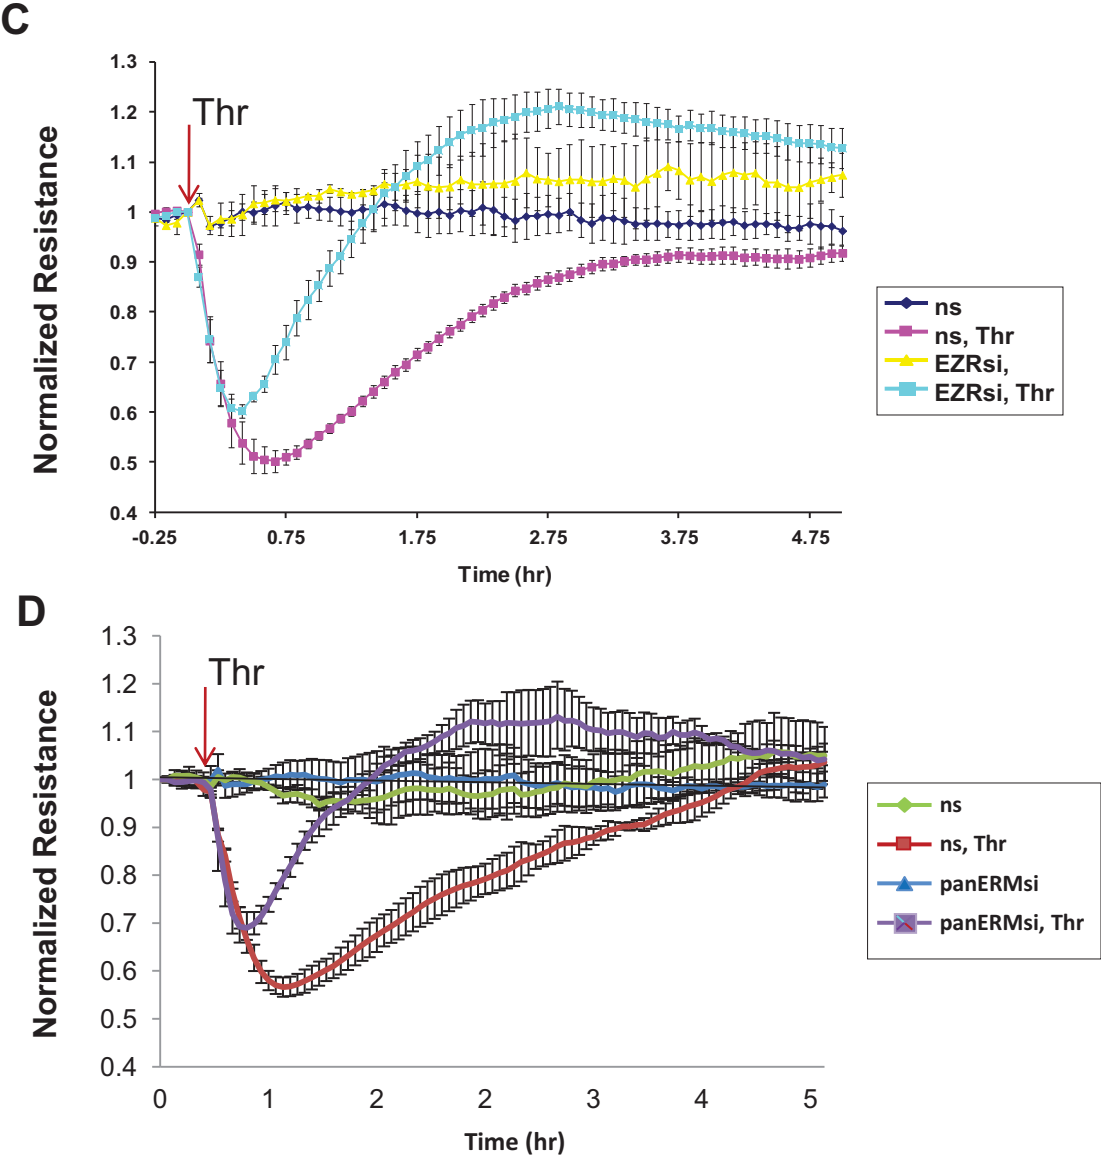 C
1.3
1.2
1.1
1
0.9
0.8
0.7
0.6
0.5
0.4
Normalized Resistance
Thr
-0.25 0.75 1.75 2.75 3.75 4.75
Time (hr)
ns
ns, Thr
EZRsi,
EZRsi, Thr
D
1.3
1.2
1.1
1
0.9
0.8
0.7
0.6
0.5
0.4
Normalized Resistance
Thr
0 1 2 2 3 4 5
Time (hr)
ns
ns, Thr
panERMsi
panERMsi, Thr